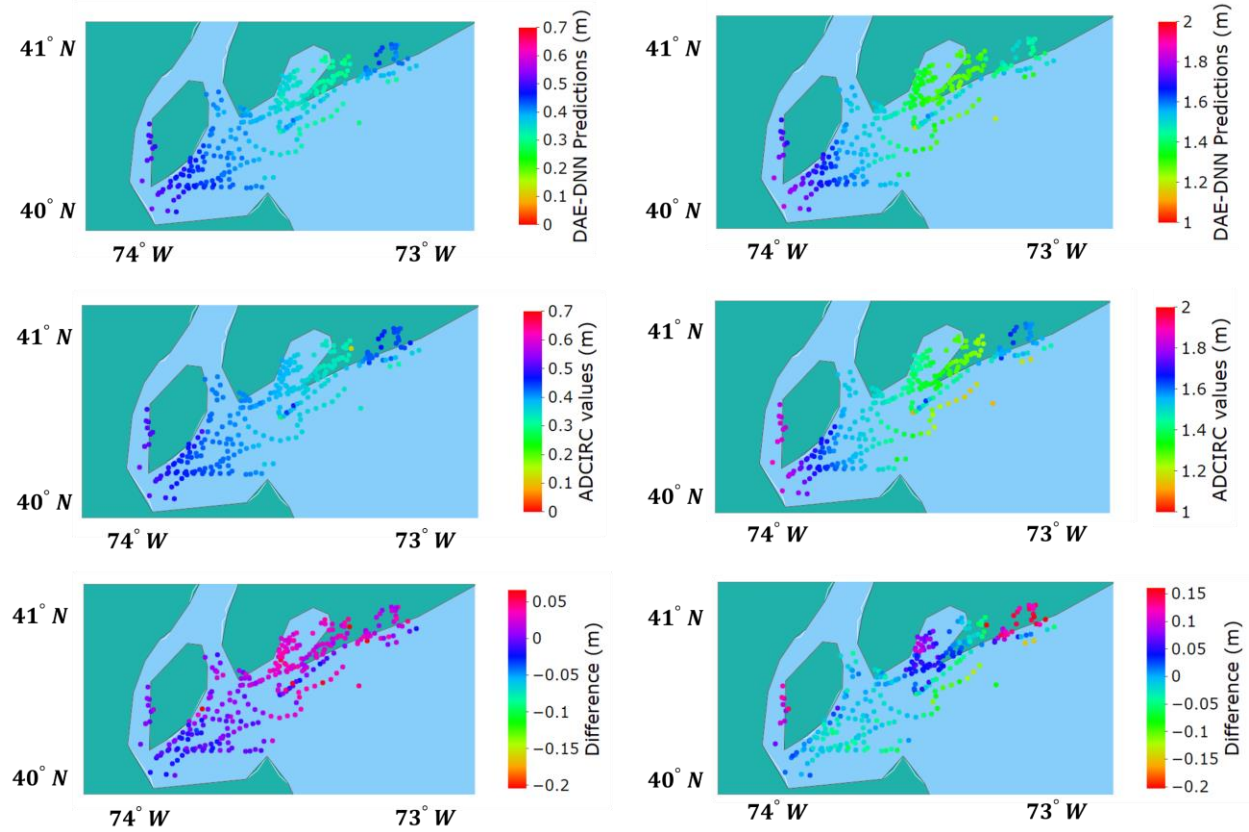 41° N
40° N
74° W
73° W
0.7
0.6
0.5
0.4
0.3
0.2
0.1
0
DAE-DNN Predictions (m)
41° N
40° N
74° W
73° W
2
1.8
1.6
1.4
1.2
1
DAE-DNN Predictions (m)
41° N
40° N
74° W
73° W
0.7
0.6
0.5
0.4
0.3
0.2
0.1
0
ADCIRC values (m)
41° N
40° N
74° W
73° W
2
1.8
1.6
1.4
1.2
1
ADCIRC values (m)
41° N
40° N
74° W
73° W
0.05
0
−0.05
−0.1
−0.15
−0.2
Difference (m)
41° N
40° N
74° W
73° W
0.15
0.1
0.05
0
−0.05
−0.1
−0.15
−0.2
Difference (m)